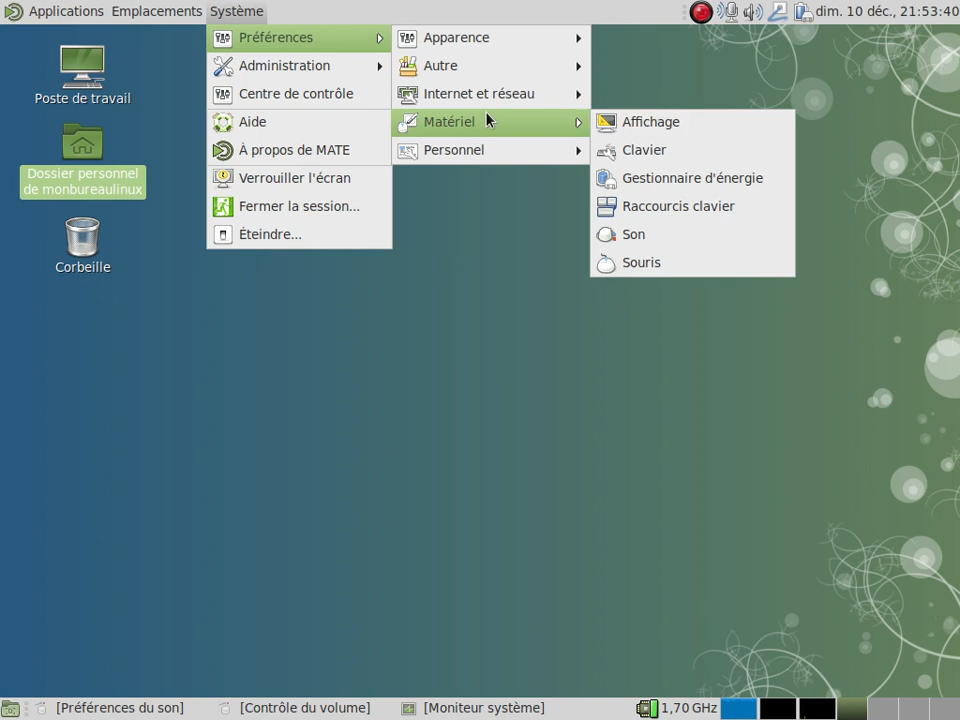 Applications Emplacements Système
dim. 10 déc., 21:53:40
Poste de travail
Dossier personnel
de monbureaulinux
Corbeille
Préférences
Administration
Centre de contrôle
Aide
À propos de MATE
Verrouiller l'écran
Fermer la session...
Éteindre...
Apparence
Autre
Internet et réseau
Matériel
Personnel
Affichage
Clavier
Gestionnaire d'énergie
Raccourcis clavier
Son
Souris
[Préférences du son] [Contrôle du volume] [Moniteur système] 1,70 GHz